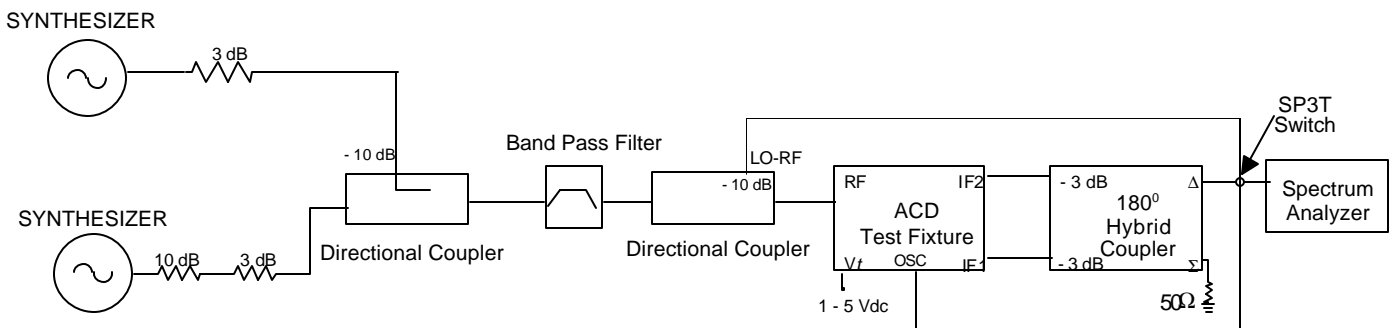 SYNTHESIZER
3 dB
SP3T
Switch
Band Pass Filter
- 10 dB
LO-RF
- 10 dB
RF
IF2
- 3 dB
Δ
ACD
Test Fixture
180⁰
Hybrid
Coupler
Spectrum
Analyzer
SYNTHESIZER
10 dB
3 dB
Directional Coupler
Directional Coupler
Vt
OSC
IF1
- 3 dB
Σ
1 - 5 Vdc
50Ω